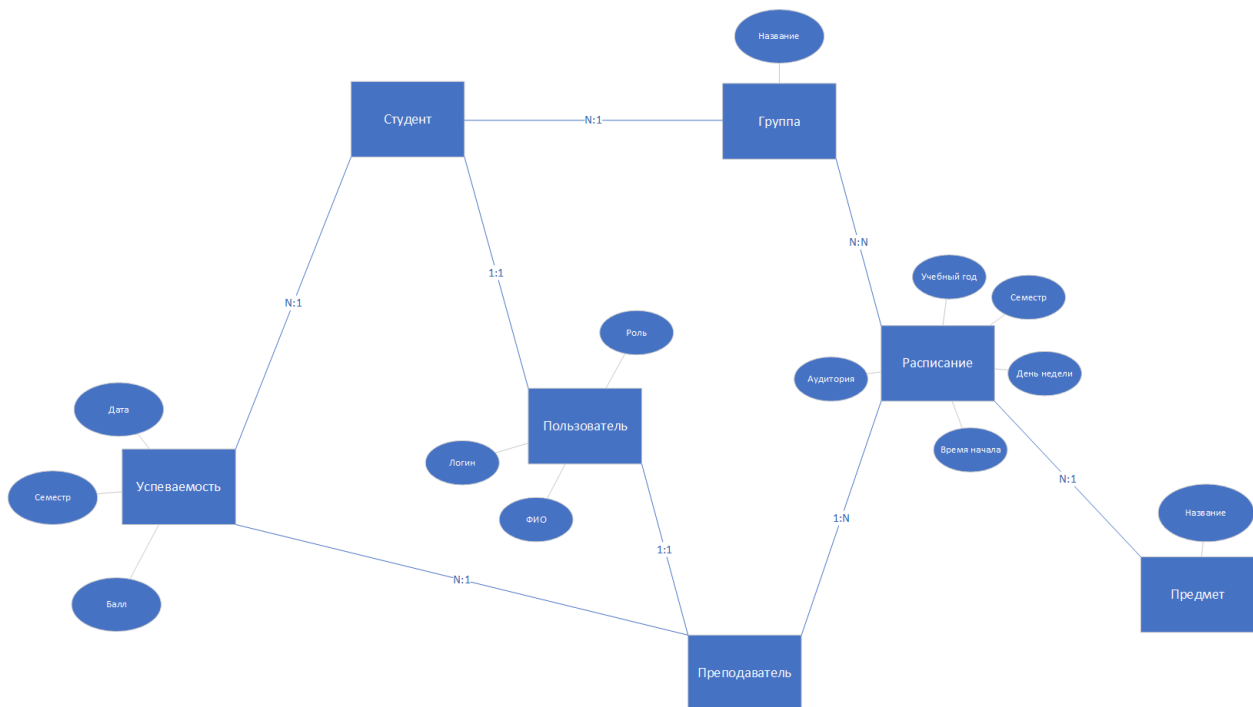 Название
Студент
N:1
Группа
N:N
1:1
Учебный год
Семестр
N:1
Роль
Расписание
Аудитория
День недели
Дата
Пользователь
Время начала
Логин
N:1
Успеваемость
Семестр
ФИО
Название
1:N
1:1
N:1
Предмет
Балл
Преподаватель